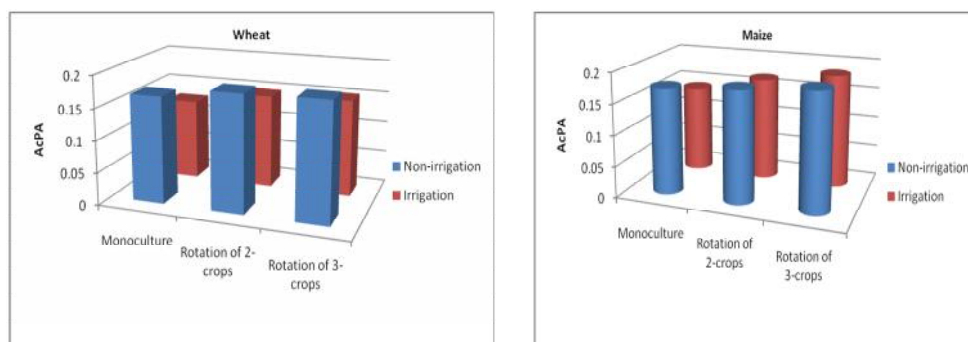 Wheat
0.2
0.15
0.1
0.05
0
AcPA
Monoculture
Rotation of 2-
crops
Rotation of 3-
crops
Non-irrigation
Irrigation
Maize
0.2
0.15
0.1
0.05
0
AcPA
Monoculture
Rotation of
2-crops
Rotation of
3-crops
Non-irrigation
Irrigation